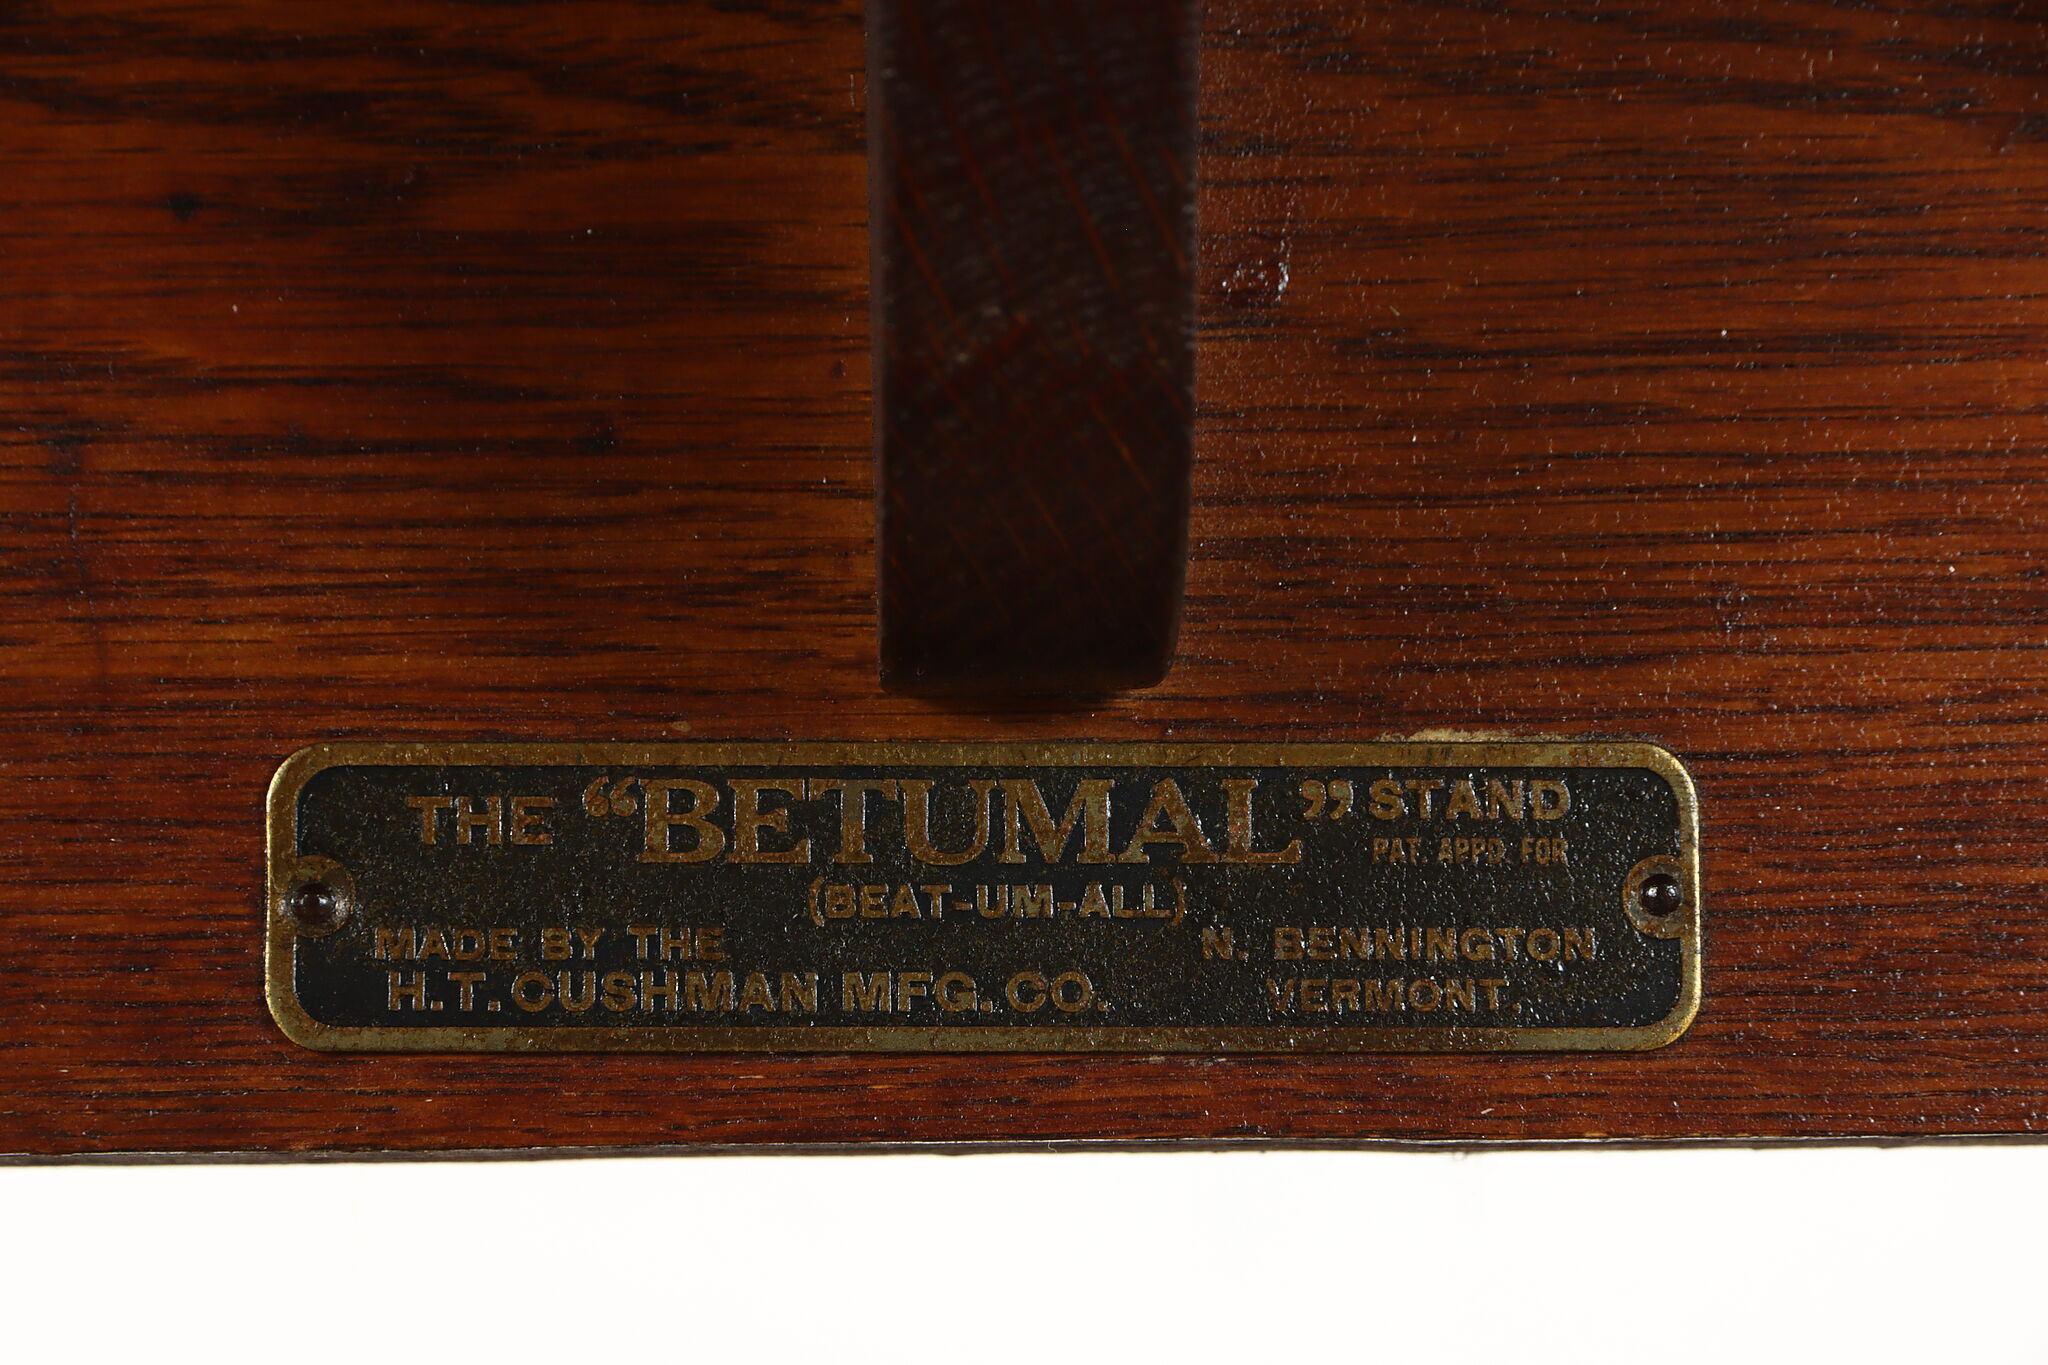 THE “BETUMAL” STAND
PAT. APPD. FOR
(BEAT-UM-ALL)
MADE BY THE
H.T. CUSHMAN MFG. CO.
N. BENNINGTON
VERMONT.